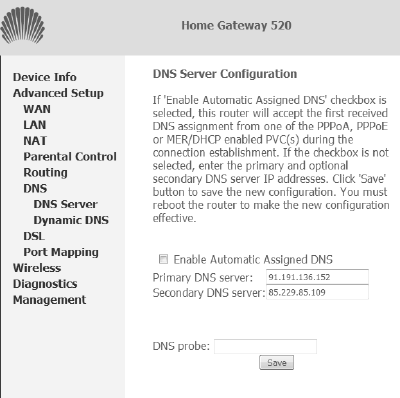 Home Gateway 520
Device Info
Advanced Setup
WAN
LAN
NAT
Parental Control
Routing
DNS
DNS Server
Dynamic DNS
DSL
Port Mapping
Wireless
Diagnostics
Management
DNS Server Configuration
If 'Enable Automatic Assigned DNS' checkbox is
selected, this router will accept the first received
DNS assignment from one of the PPPoA, PPPoE
or MER/DHCP enabled PVC(s) during the
connection establishment. If the checkbox is not
selected, enter the primary and optional
secondary DNS server IP addresses. Click 'Save'
button to save the new configuration. You must
reboot the router to make the new configuration
effective.
Enable Automatic Assigned DNS
Primary DNS server: 91.191.136.152
Secondary DNS server: 85.229.85.109
DNS probe:
Save